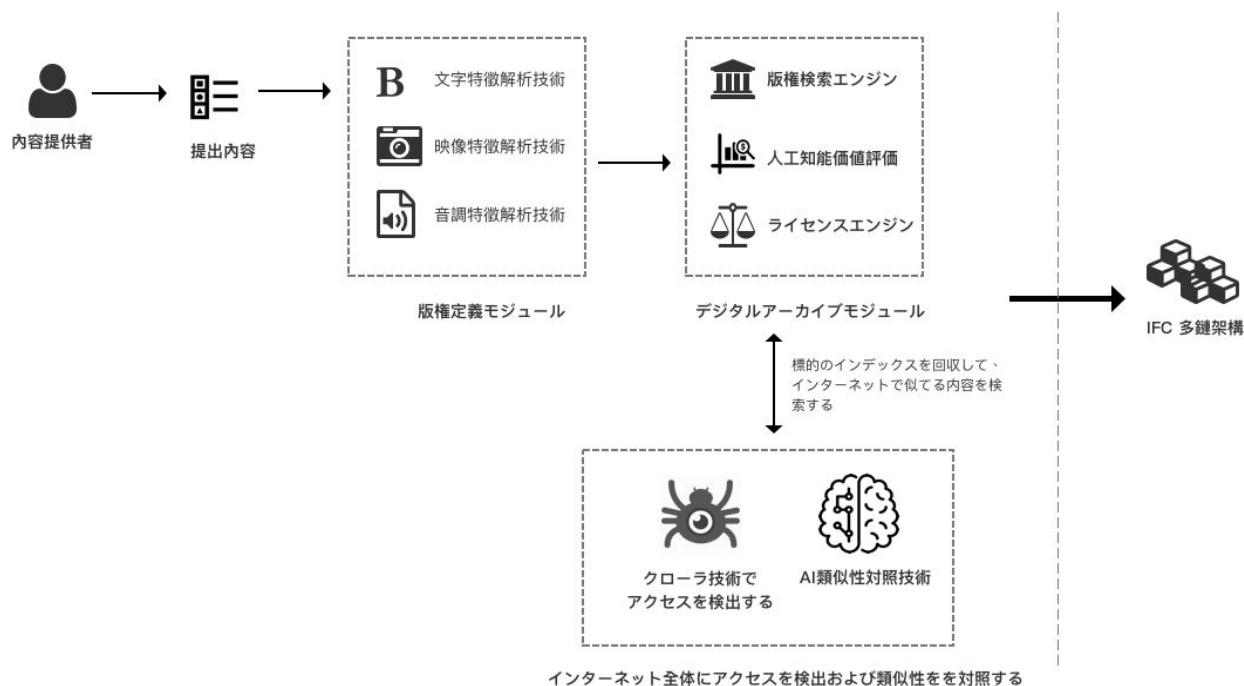 内容提供者
提出内容
B
文字特徴解析技術
映像特徴解析技術
音調特徴解析技術
版権定義モジュール
版権検索エンジン
人工知能価値評価
ライセンスエンジン
デジタルアーカイブモジュール
IFC 多鏈架構
標的のインデックスを回収して、
インターネットで似てる内容を検
索する
クローラ技術で
アクセスを検出する
AI類似性対照技術
インターネット全体にアクセスを検出および類似性をを対照する